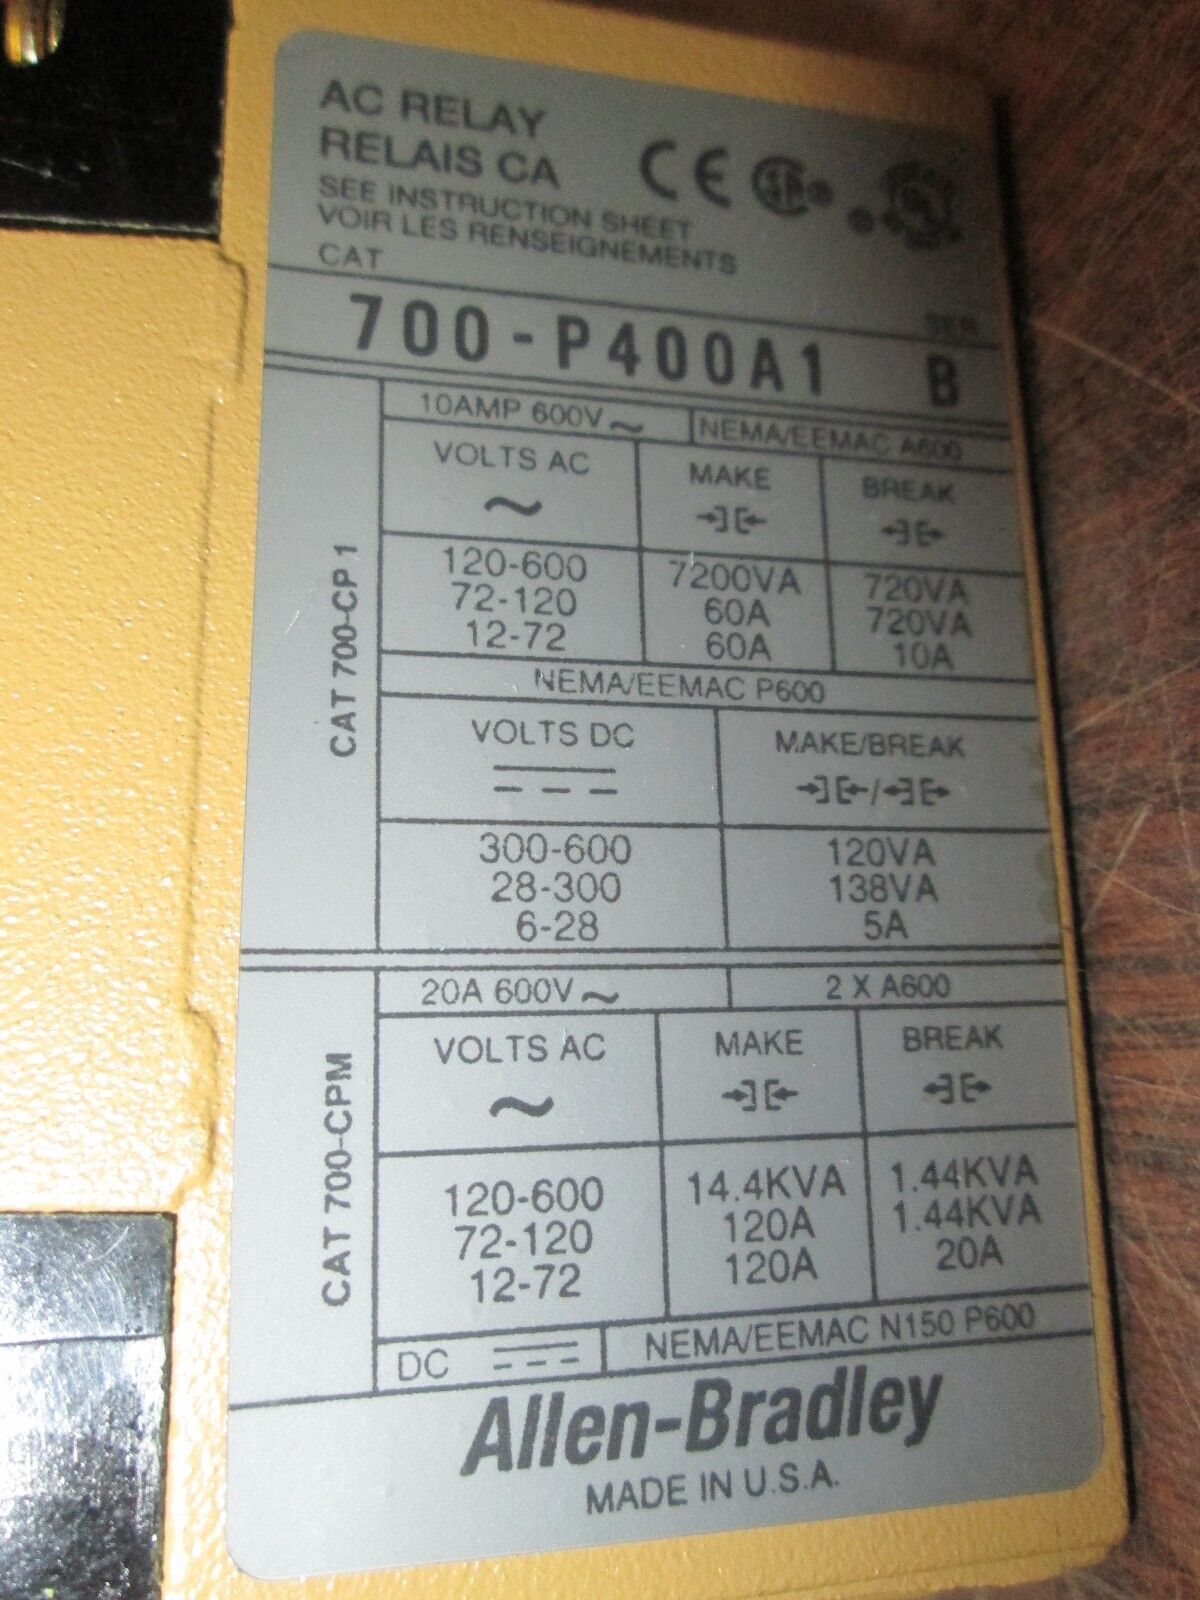 AC RELAY
RELAIS CA
CE
SEE INSTRUCTION SHEET
VOIR LES RENSEIGNEMENTS
CAT
SER
700-P400A1 B
CAT 700-CP1
10AMP 600V~ NEMA/EEMAC A600
VOLTS AC MAKE BREAK
~
120-600 7200VA 720VA
72-120 60A 720VA
12-72 60A 10A
NEMA/EEMAC P600
VOLTS DC MAKE/BREAK
300-600 120VA
28-300 138VA
6-28 5A
CAT 700-CPM
20A 600V~ 2 X A600
VOLTS AC MAKE BREAK
~
120-600 14.4KVA 1.44KVA
72-120 120A 1.44KVA
12-72 120A 20A
DC NEMA/EEMAC N150 P600
Allen-Bradley
MADE IN U.S.A.